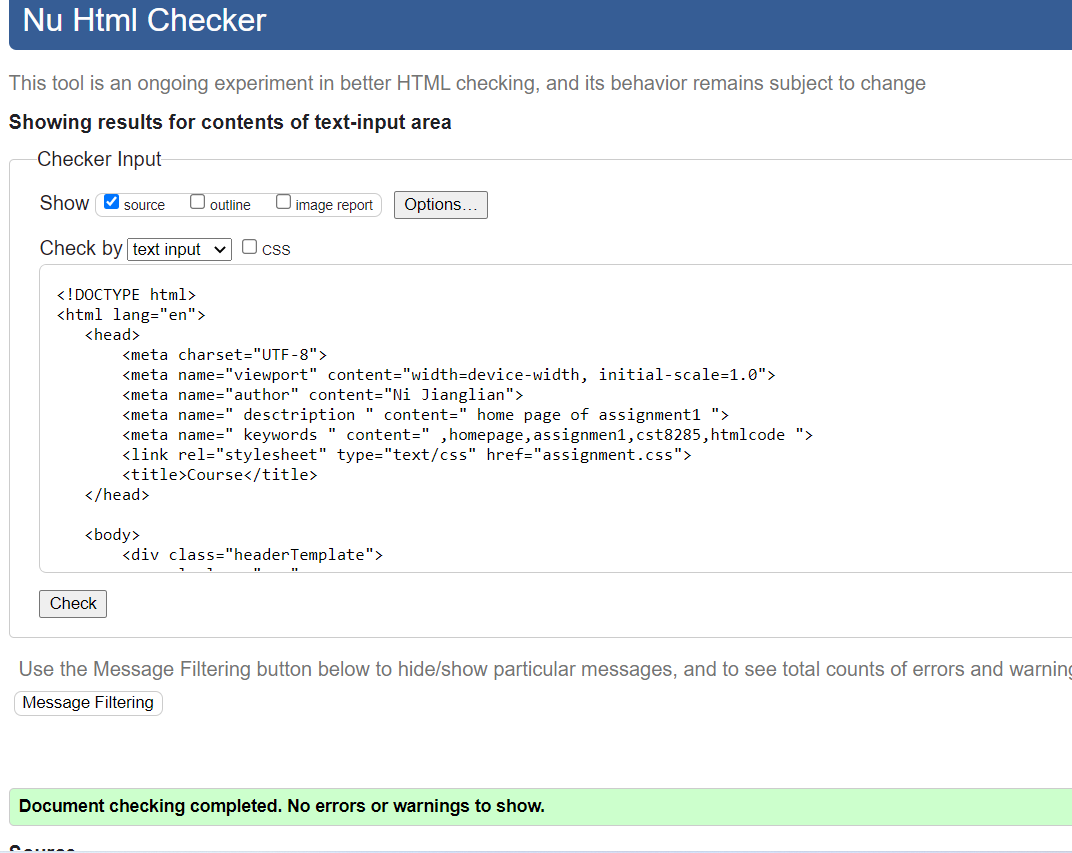 Nu Html Checker
This tool is an ongoing experiment in better HTML checking, and its behavior remains subject to change
Showing results for contents of text-input area
Checker Input
Show source outline image report Options...
Check by text input CSS
<!DOCTYPE html>
<html lang="en">
<head>
<meta charset="UTF-8">
<meta name="viewport" content="width=device-width, initial-scale=1.0">
<meta name="author" content="Ni Jianglian">
<meta name=" desctription " content=" home page of assignment1 ">
<meta name=" keywords " content=" ,homepage,assignmen1,cst8285,htmlcode ">
<link rel="stylesheet" type="text/css" href="assignment.css">
<title>Course</title>
</head>
<body>
<div class="headerTemplate">
Check
Use the Message Filtering button below to hide/show particular messages, and to see total counts of errors and warning
Message Filtering
Document checking completed. No errors or warnings to show.
Source